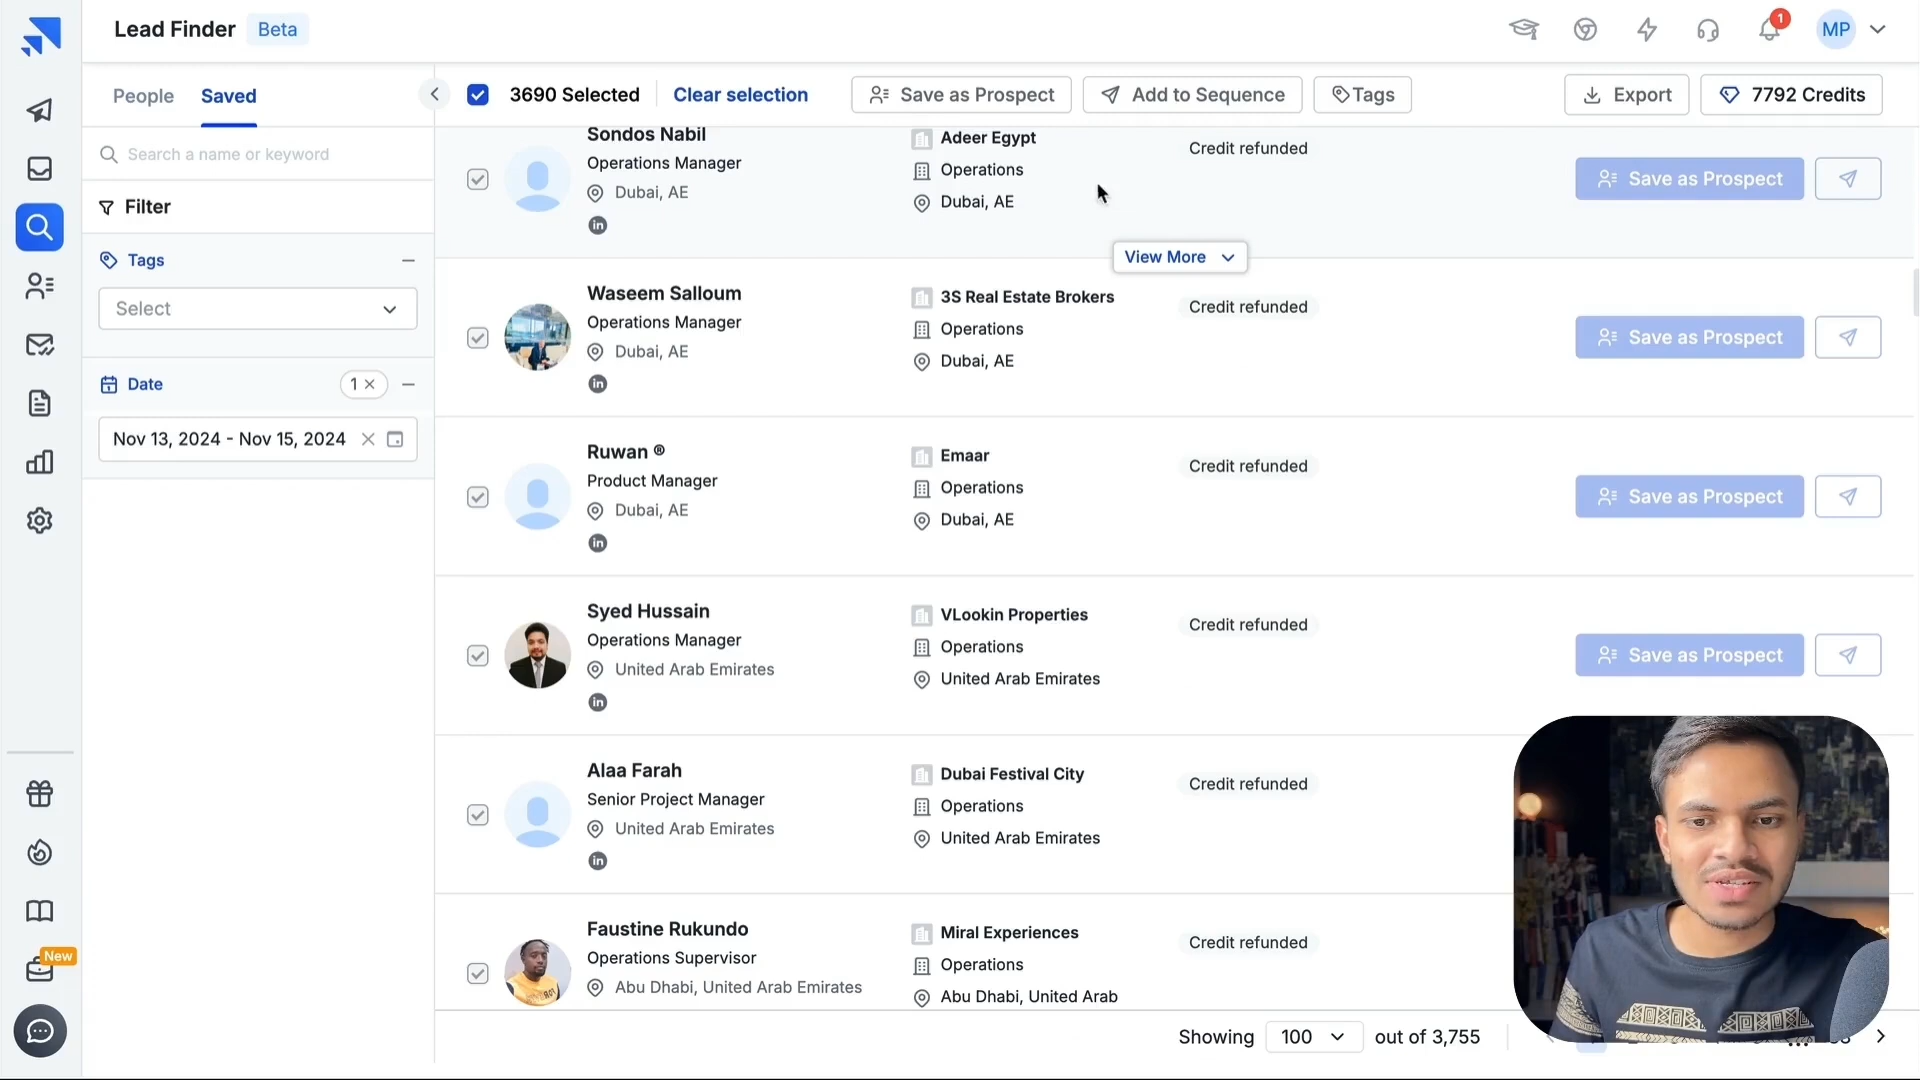 Lead Finder Beta
1
MP
People Saved
3690 Selected Clear selection Save as Prospect Add to Sequence Tags Export 7792 Credits
Search a name or keyword
Filter
Tags
Select
Date 1
Nov 13, 2024 - Nov 15, 2024
Sondos Nabil
Operations Manager
Dubai, AE
in
Adeer Egypt
Operations
Dubai, AE
Credit refunded
Save as Prospect
View More
Waseem Salloum
Operations Manager
Dubai, AE
in
3S Real Estate Brokers
Operations
Dubai, AE
Credit refunded
Save as Prospect
Ruwan ®
Product Manager
Dubai, AE
in
Emaar
Operations
Dubai, AE
Credit refunded
Save as Prospect
Syed Hussain
Operations Manager
United Arab Emirates
in
VLookin Properties
Operations
United Arab Emirates
Credit refunded
Save as Prospect
Alaa Farah
Senior Project Manager
United Arab Emirates
in
Dubai Festival City
Operations
United Arab Emirates
Credit refunded
Faustine Rukundo
Operations Supervisor
Abu Dhabi, United Arab Emirates
Miral Experiences
Operations
Abu Dhabi, United Arab
Credit refunded
New
Showing 100 out of 3,755